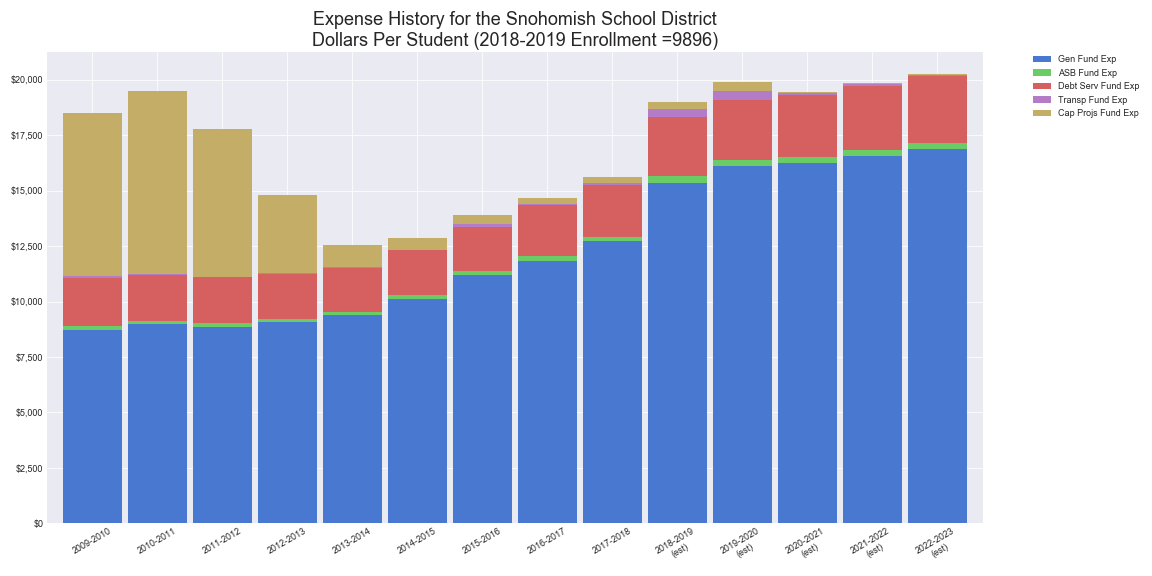 Expense History for the Snohomish School District
Dollars Per Student (2018-2019 Enrollment =9896)
Gen Fund Exp
ASB Fund Exp
Debt Serv Fund Exp
Transp Fund Exp
Cap Projs Fund Exp
$20,000
$17,500
$15,000
$12,500
$10,000
$7,500
$5,000
$2,500
$0
2009-2010
2010-2011
2011-2012
2012-2013
2013-2014
2014-2015
2015-2016
2016-2017
2017-2018
2018-2019
(est)
2019-2020
(est)
2020-2021
(est)
2021-2022
(est)
2022-2023
(est)